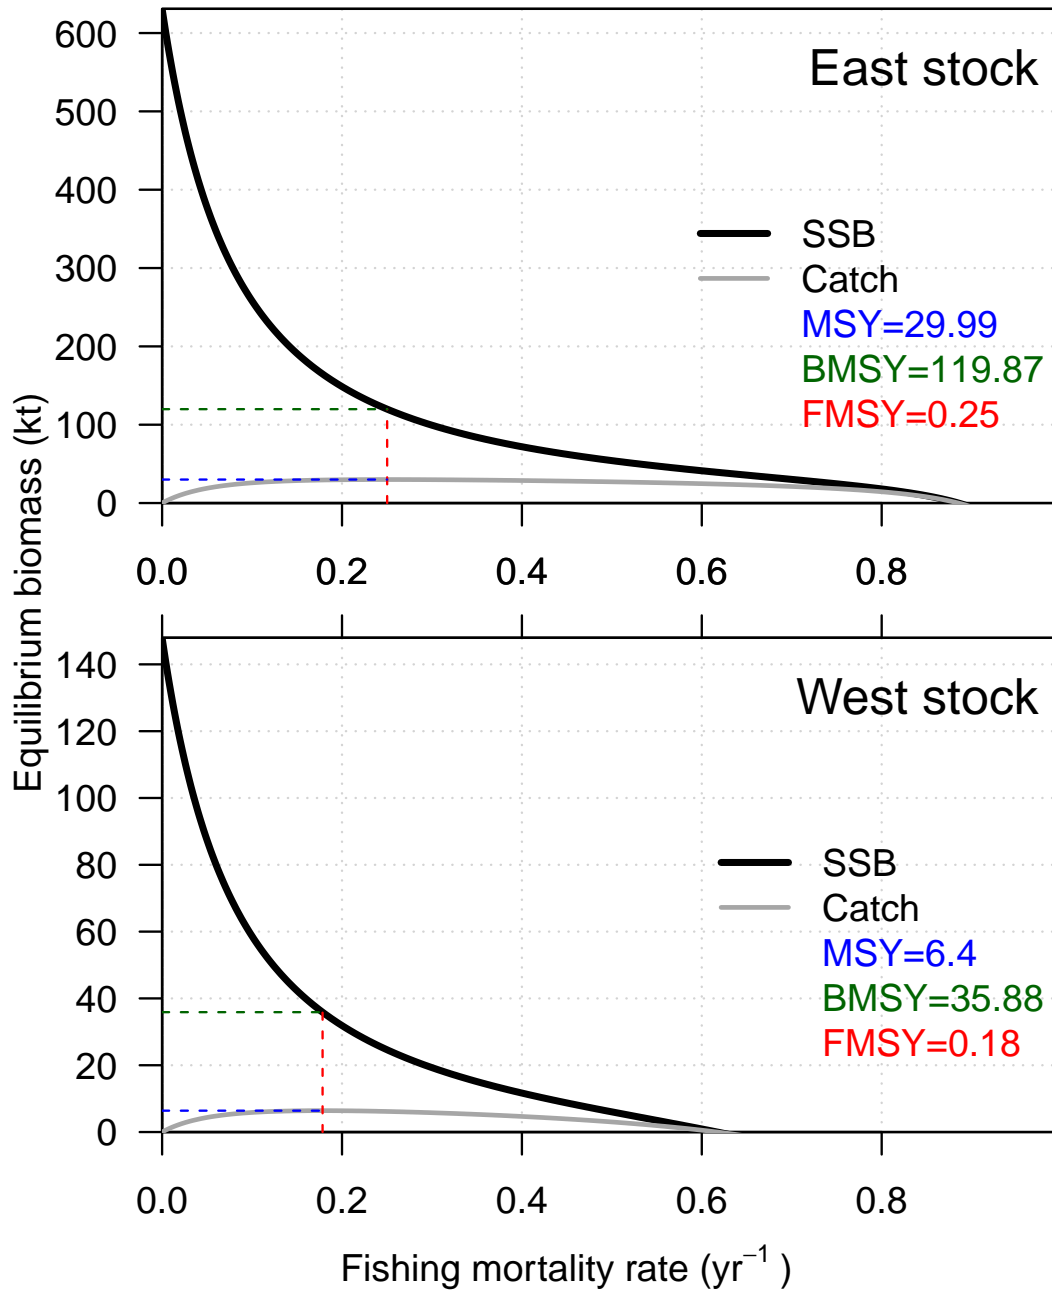 East stock
600
500
400
300
200
100
0
SSB
Catch
MSY=29.99
BMSY=119.87
FMSY=0.25
0.0 0.2 0.4 0.6 0.8
Equilibrium biomass (kt)
West stock
140
120
100
80
60
40
20
0
SSB
Catch
MSY=6.4
BMSY=35.88
FMSY=0.18
0.0 0.2 0.4 0.6 0.8
Fishing mortality rate (yr⁻¹ )